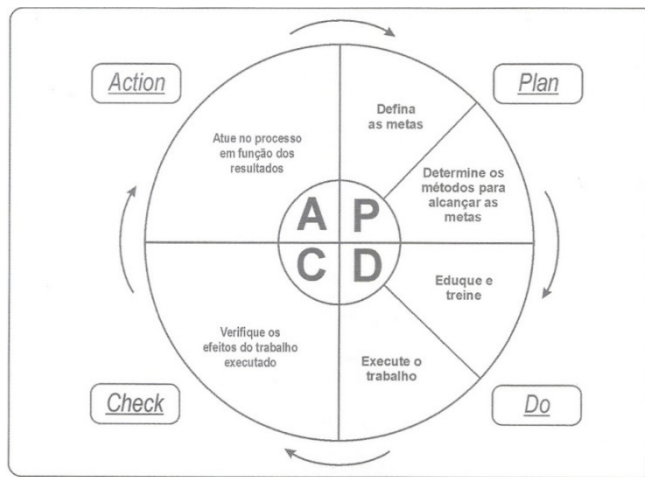 Action
Plan
Defina
as metas
Atue no processo
em função dos
resultados
Determine os
métodos para
alcançar as
metas
A P
C D
Eduque e
treine
Verifique os
efeitos do trabalho
executado
Execute o
trabalho
Check
Do